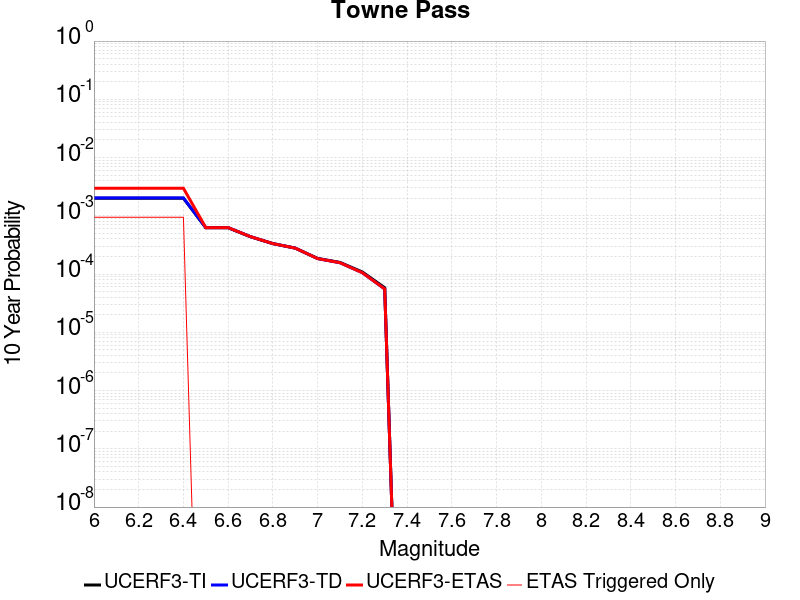 Towne Pass
10 Year Probability
10^0
10^-1
10^-2
10^-3
10^-4
10^-5
10^-6
10^-7
10^-8
6 6.2 6.4 6.6 6.8 7 7.2 7.4 7.6 7.8 8 8.2 8.4 8.6 8.8 9
Magnitude
UCERF3-TI UCERF3-TD UCERF3-ETAS ETAS Triggered Only